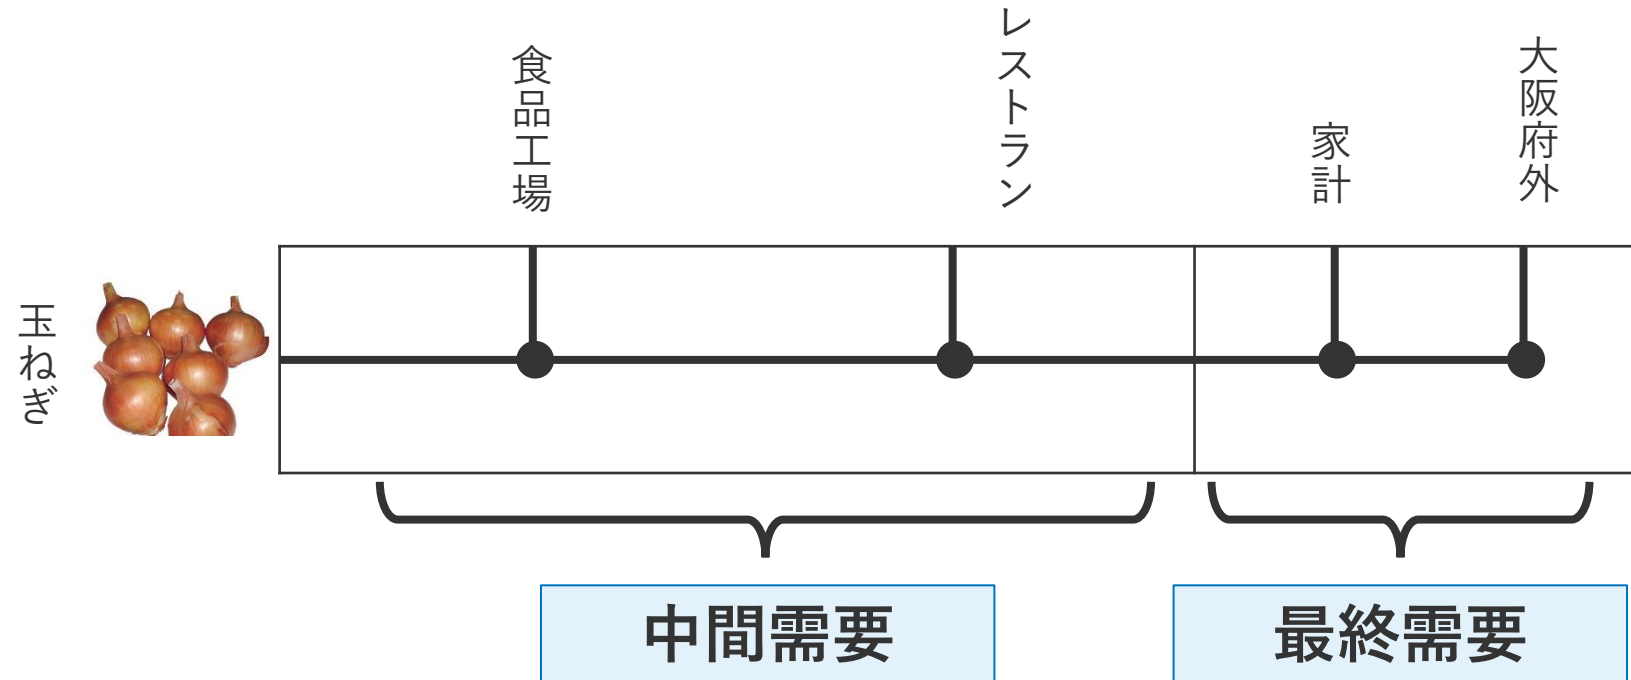 食品工場
レストラン
家計
大阪府外
玉ねぎ
中間需要
最終需要